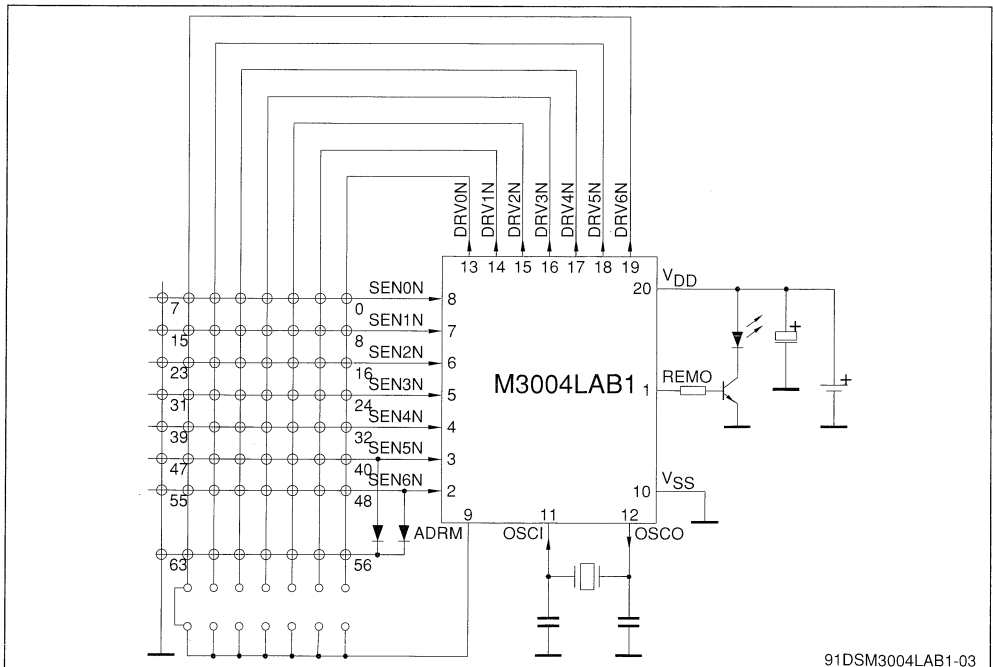 DRV0N
DRV1N
DRV2N
DRV3N
DRV4N
DRV5N
DRV6N
13 14 15 16 17 18 19
7 0 SEN0N 8
15 8 SEN1N 7
23 16 SEN2N 6
31 24 SEN3N 5
39 32 SEN4N 4
47 40 SEN5N 3
55 48 SEN6N 2
63 56
M3004LAB1
20 VDD
+
+
1 REMO
10 VSS
9 11 12
ADRM OSCI OSCO
91DSM3004LAB1-03